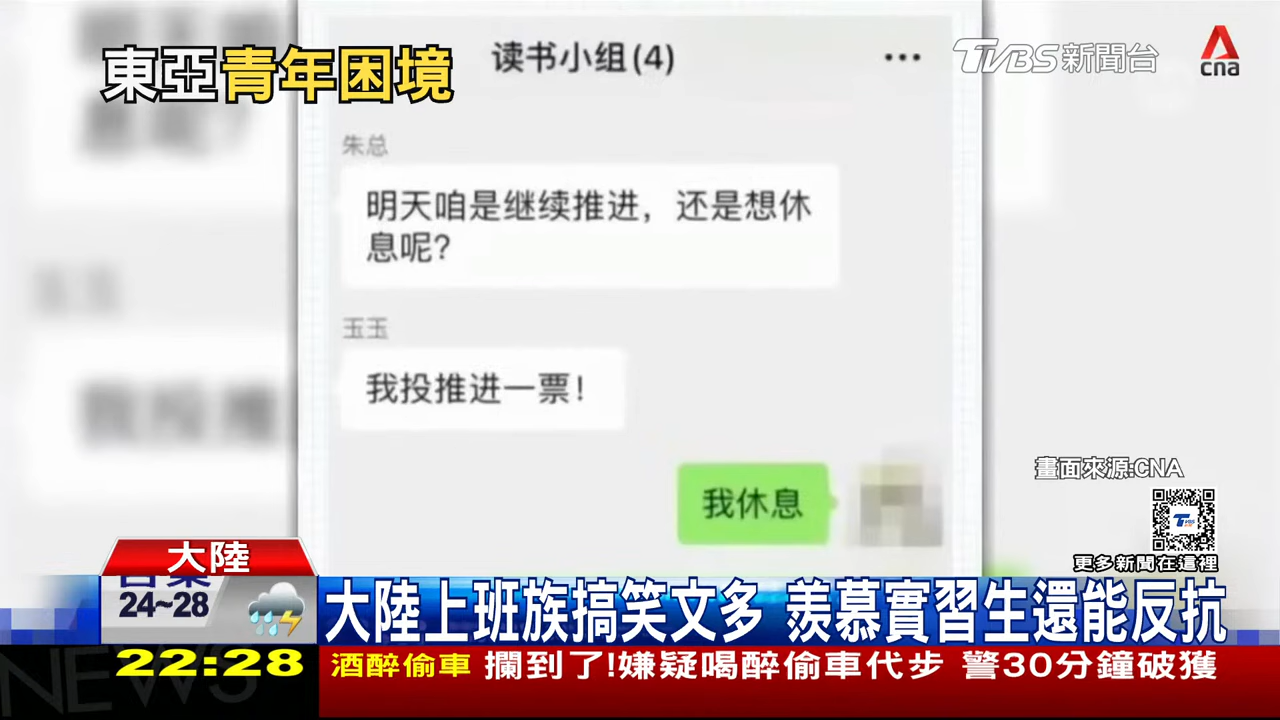 東亞青年困境
读书小组(4)
TVBS新聞台
cna
朱总
明天咱是继续推进，还是想休
息呢?
玉玉
我投推进一票!
我休息
畫面來源:CNA
更多新聞在這裡
大陸
24~28
大陸上班族搞笑文多 羨慕實習生還能反抗
22:28
酒醉偷車 攔到了!嫌疑喝醉偷車代步 警30分鐘破獲
NEWS